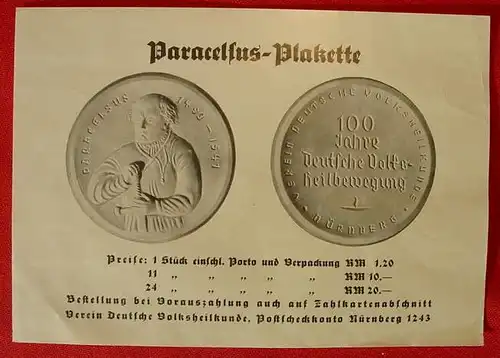 Paracelsus-Plakette
PARACELSUS 1490–1541
VEREIN DEUTSCHE VOLKSHEILKUNDE
100
Jahre
Deutsche Volks-
heilbewegung
NÜRNBERG
Preise: 1 Stück einschl. Porto und Verpackung RM 1.20
11 „ „ „ „ „ RM 10.—
24 „ „ „ „ „ RM 20.—
Bestellung bei Vorauszahlung auch auf Zahlkartenabschnitt
Verein Deutsche Volksheilkunde, Postscheckkonto Nürnberg 1243